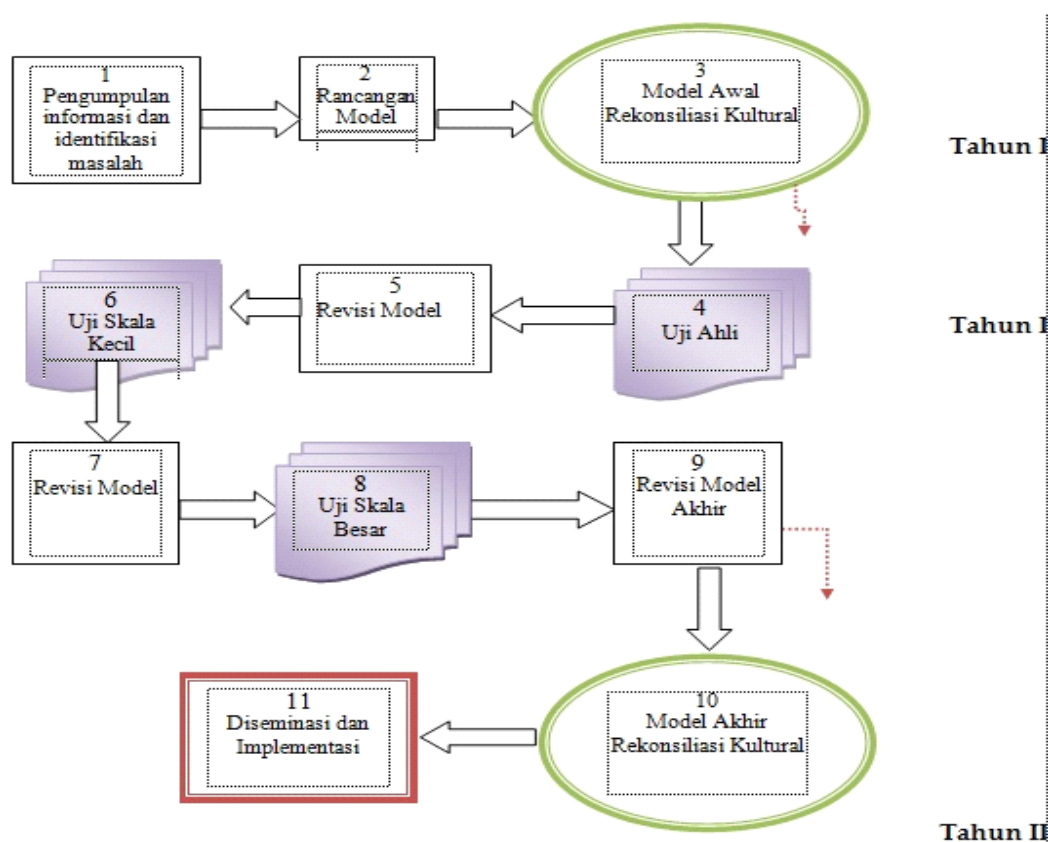 1
Pengumpulan
informasi dan
identifikasi
masalah
2
Rancangan
Model
3
Model Awal
Rekonsiliasi Kultural
Tahun I
4
Uji Ahli
5
Revisi Model
6
Uji Skala
Kecil
Tahun I
7
Revisi Model
8
Uji Skala
Besar
9
Revisi Model
Akhir
10
Model Akhir
Rekonsiliasi Kultural
11
Diseminasi dan
Implementasi
Tahun II